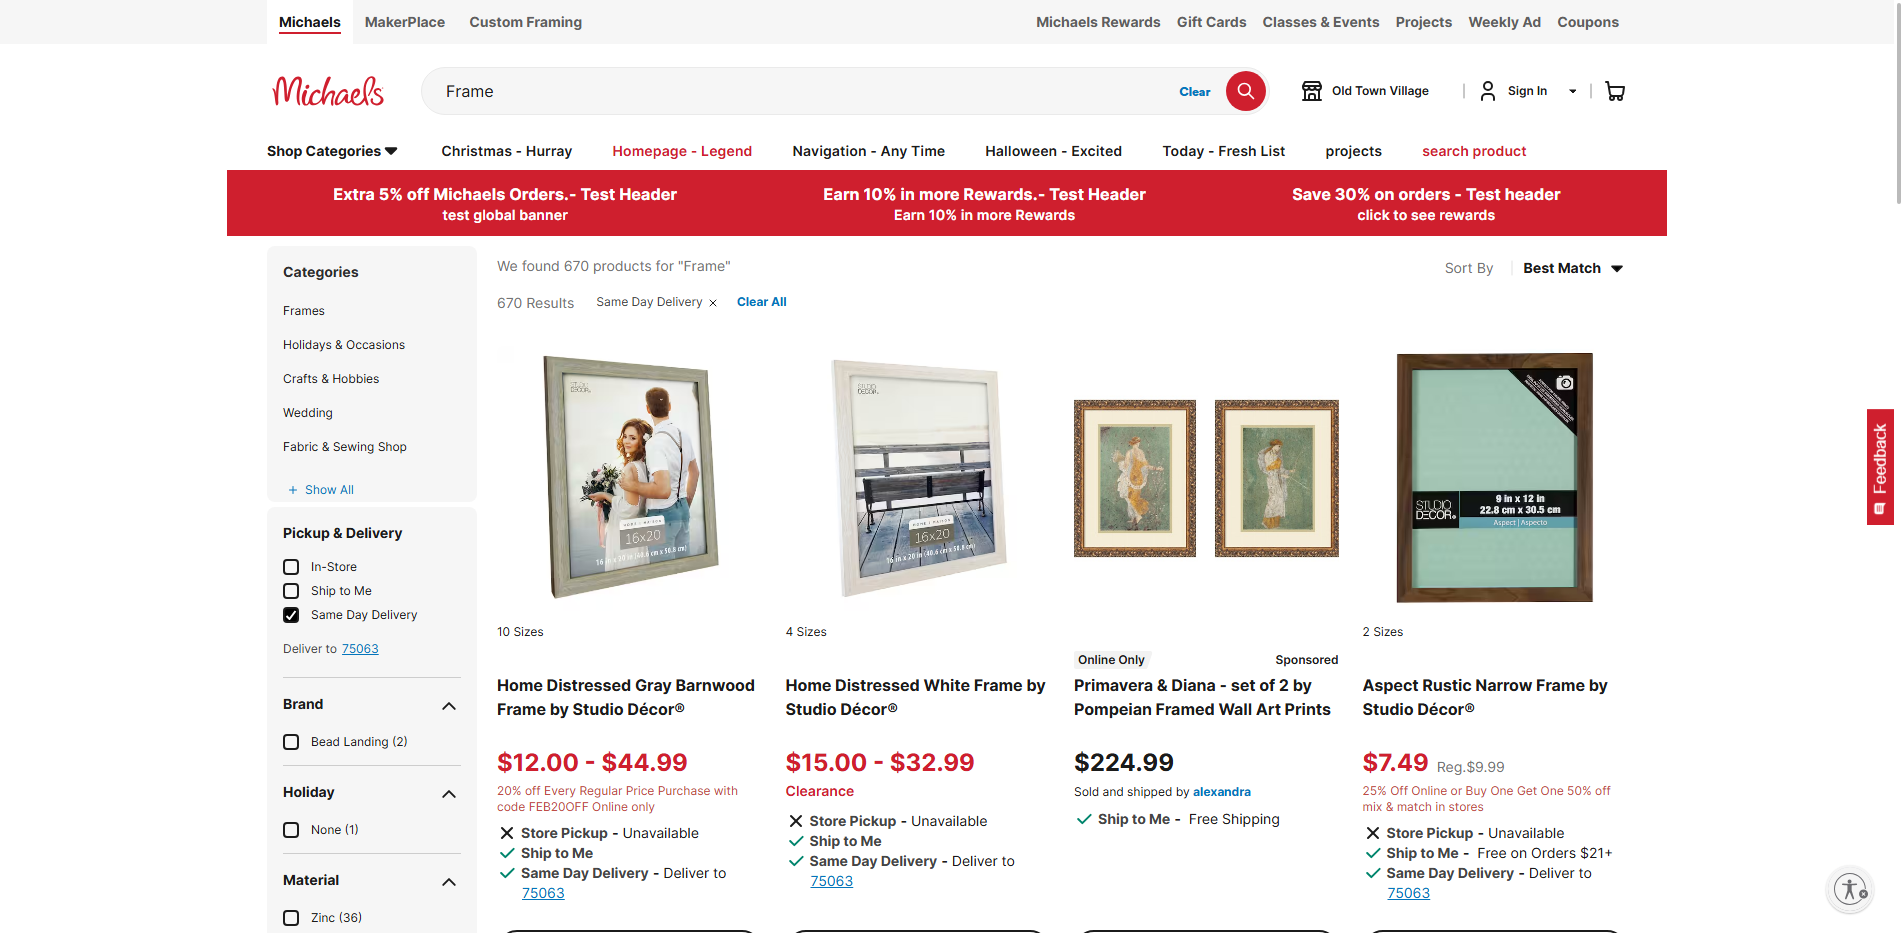 Michaels MakerPlace Custom Framing Michaels Rewards Gift Cards Classes & Events Projects Weekly Ad Coupons
Michaels Frame Clear Old Town Village Sign In
Shop Categories Christmas - Hurray Homepage - Legend Navigation - Any Time Halloween - Excited Today - Fresh List projects search product
Extra 5% off Michaels Orders.- Test Header
test global banner
Earn 10% in more Rewards.- Test Header
Earn 10% in more Rewards
Save 30% on orders - Test header
click to see rewards
Categories
Frames
Holidays & Occasions
Crafts & Hobbies
Wedding
Fabric & Sewing Shop
+ Show All
Pickup & Delivery
In-Store
Ship to Me
Same Day Delivery
Deliver to 75063
Brand
Bead Landing (2)
Holiday
None (1)
Material
Zinc (36)
We found 670 products for "Frame"
Sort By Best Match
670 Results Same Day Delivery × Clear All
STUDIO DECOR
HOME | MAISON
16x20
16 in x 20 in (40.6 cm x 50.8 cm)
10 Sizes
Home Distressed Gray Barnwood
Frame by Studio Décor®
$12.00 - $44.99
20% off Every Regular Price Purchase with
code FEB20OFF Online only
Store Pickup - Unavailable
Ship to Me
Same Day Delivery - Deliver to
75063
STUDIO DECOR
HOME | MAISON
16x20
16 in x 20 in (40.6 cm x 50.8 cm)
4 Sizes
Home Distressed White Frame by
Studio Décor®
$15.00 - $32.99
Clearance
Store Pickup - Unavailable
Ship to Me
Same Day Delivery - Deliver to
75063
Online Only Sponsored
Primavera & Diana - set of 2 by
Pompeian Framed Wall Art Prints
$224.99
Sold and shipped by alexandra
Ship to Me - Free Shipping
STUDIO
DECOR®
9 in x 12 in
22.8 cm x 30.5 cm
Aspect | Aspecto
2 Sizes
Aspect Rustic Narrow Frame by
Studio Décor®
$7.49 Reg.$9.99
25% Off Online or Buy One Get One 50% off
mix & match in stores
Store Pickup - Unavailable
Ship to Me - Free on Orders $21+
Same Day Delivery - Deliver to
75063
Feedback